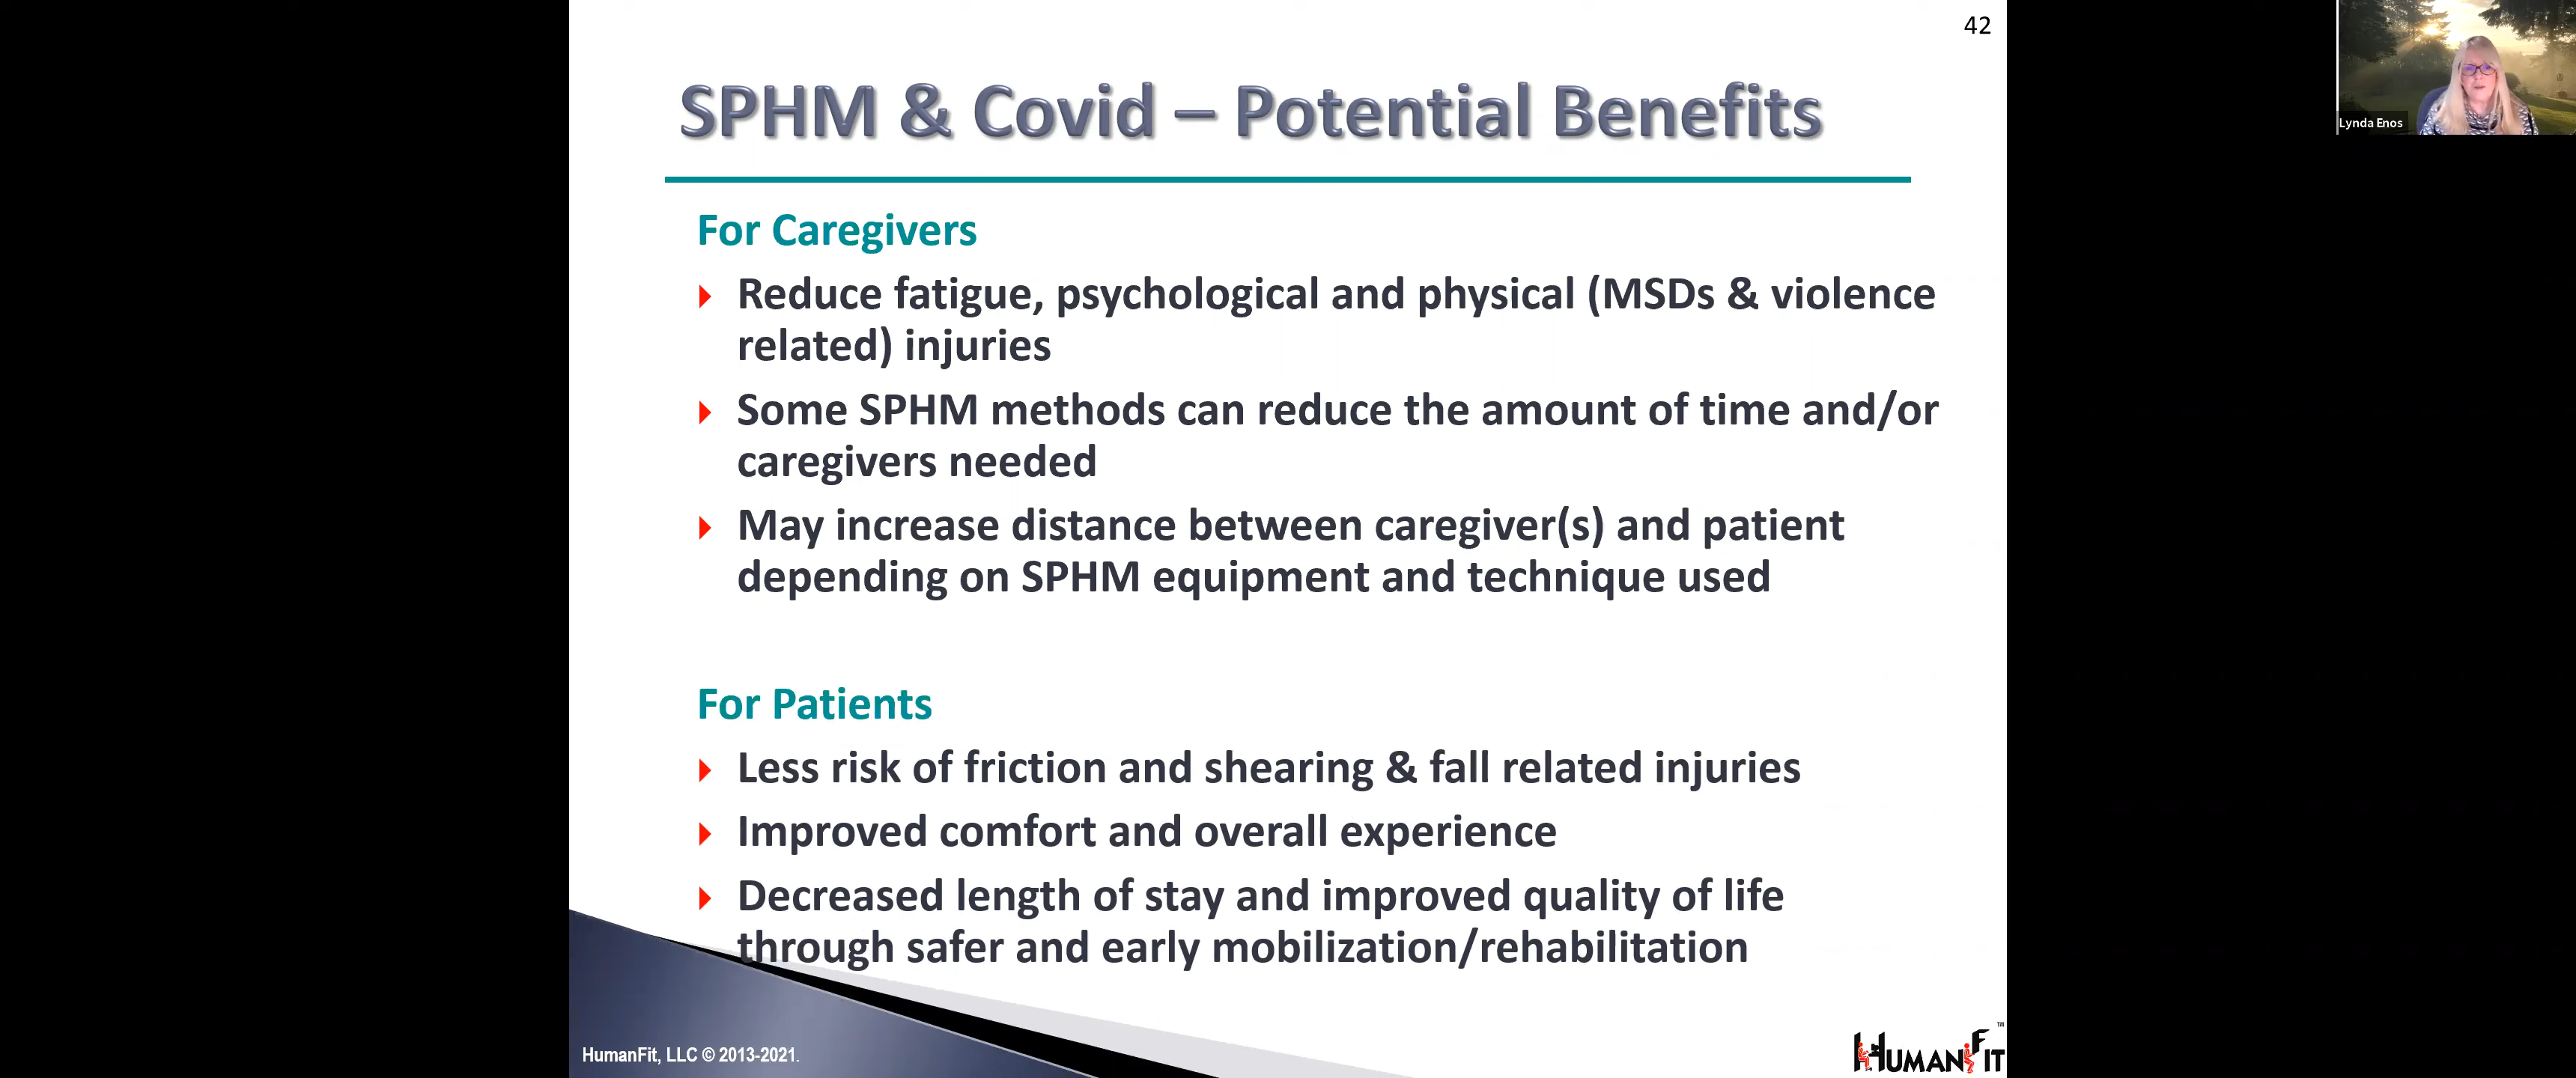 42
Lynda Enos
SPHM & Covid – Potential Benefits
For Caregivers
Reduce fatigue, psychological and physical (MSDs & violence
related) injuries
Some SPHM methods can reduce the amount of time and/or
caregivers needed
May increase distance between caregiver(s) and patient
depending on SPHM equipment and technique used
For Patients
Less risk of friction and shearing & fall related injuries
Improved comfort and overall experience
Decreased length of stay and improved quality of life
through safer and early mobilization/rehabilitation
HumanFit, LLC © 2013-2021.
HUMANFIT™